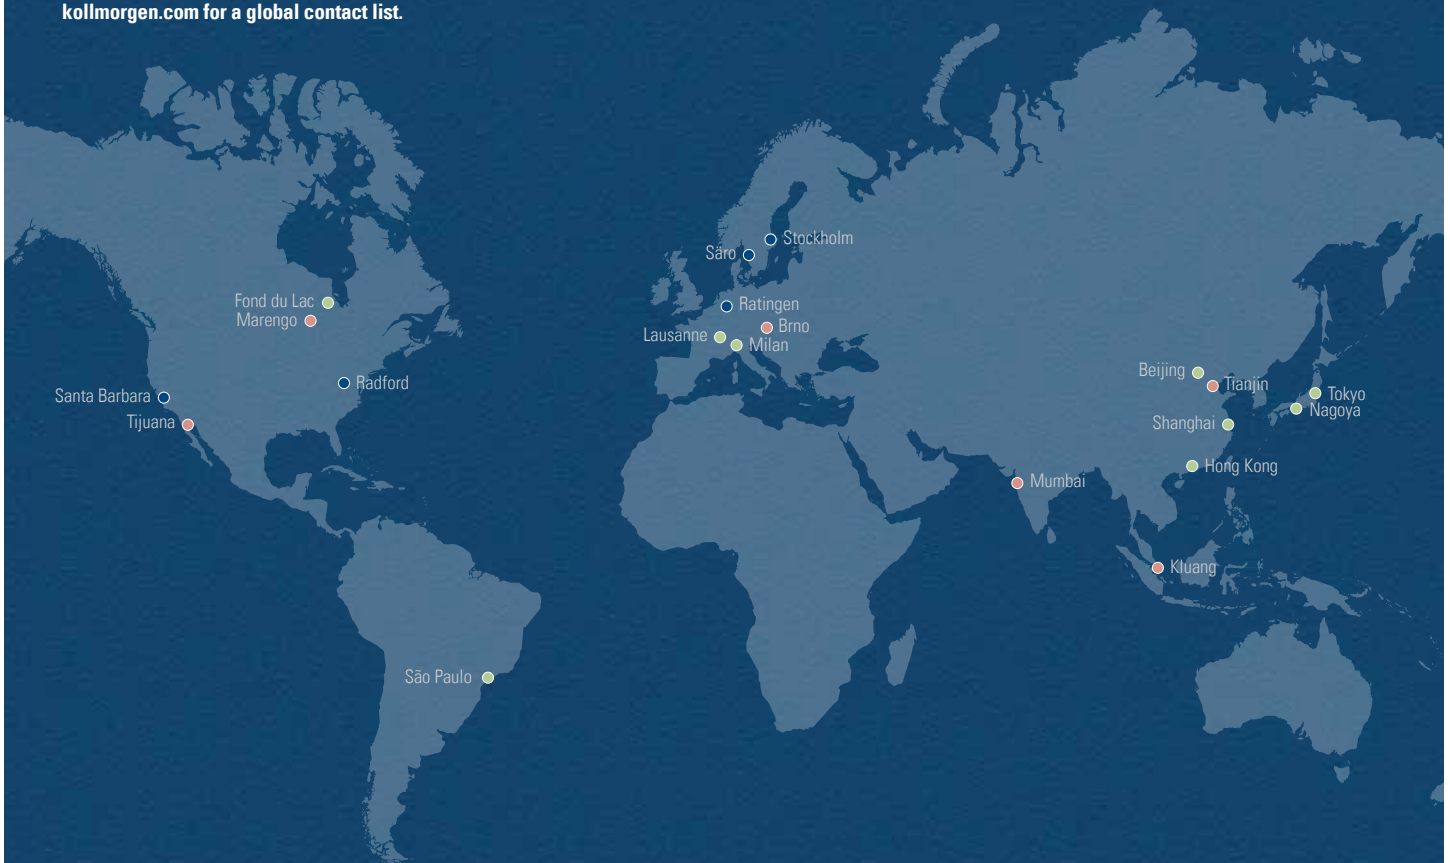 kollmorgen.com for a global contact list.
Stockholm
Säro
Fond du Lac
Marengo
Ratingen
Brno
Lausanne
Milan
Radford
Santa Barbara
Tijuana
Beijing
Tianjin
Tokyo
Nagoya
Shanghai
Hong Kong
Mumbai
Kluang
São Paulo